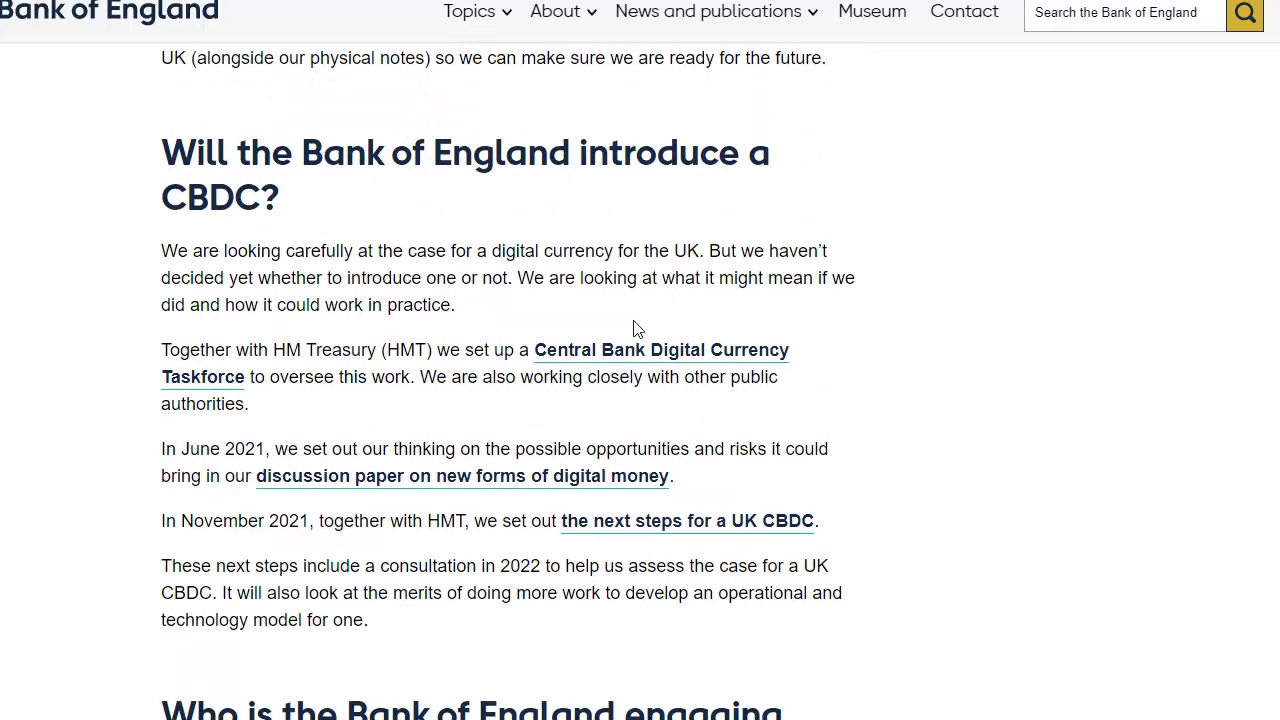 Bank of England
Topics About News and publications Museum Contact Search the Bank of England
UK (alongside our physical notes) so we can make sure we are ready for the future.
Will the Bank of England introduce a
CBDC?
We are looking carefully at the case for a digital currency for the UK. But we haven't
decided yet whether to introduce one or not. We are looking at what it might mean if we
did and how it could work in practice.
Together with HM Treasury (HMT) we set up a Central Bank Digital Currency
Taskforce to oversee this work. We are also working closely with other public
authorities.
In June 2021, we set out our thinking on the possible opportunities and risks it could
bring in our discussion paper on new forms of digital money.
In November 2021, together with HMT, we set out the next steps for a UK CBDC.
These next steps include a consultation in 2022 to help us assess the case for a UK
CBDC. It will also look at the merits of doing more work to develop an operational and
technology model for one.
Who is the Bank of England engaging